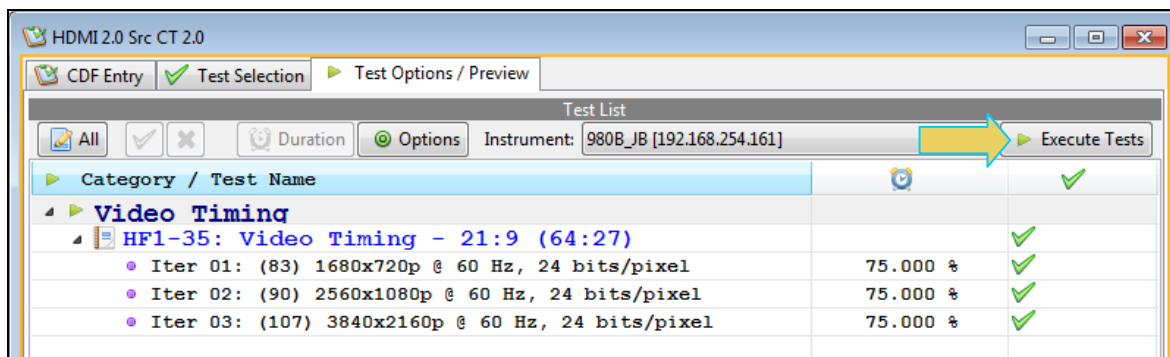 HDMI 2.0 Src CT 2.0
CDF Entry Test Selection Test Options / Preview
Test List
All Duration Options Instrument: 980B_JB [192.168.254.161] Execute Tests
Category / Test Name
Video Timing
HF1-35: Video Timing - 21:9 (64:27)
Iter 01: (83) 1680x720p @ 60 Hz, 24 bits/pixel 75.000 %
Iter 02: (90) 2560x1080p @ 60 Hz, 24 bits/pixel 75.000 %
Iter 03: (107) 3840x2160p @ 60 Hz, 24 bits/pixel 75.000 %